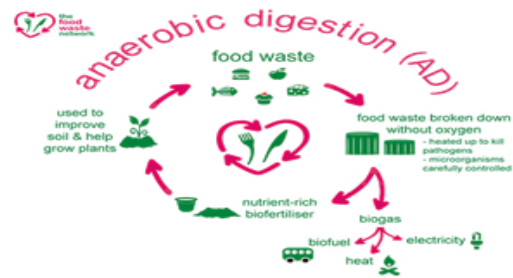 the
food
waste
network.
anaerobic digestion (AD)
food waste
food waste broken down
without oxygen
- heated up to kill
pathogens
- microorganisms
carefully controlled
used to
improve
soil & help
grow plants
nutrient-rich
biofertiliser
biogas
biofuel
electricity
heat